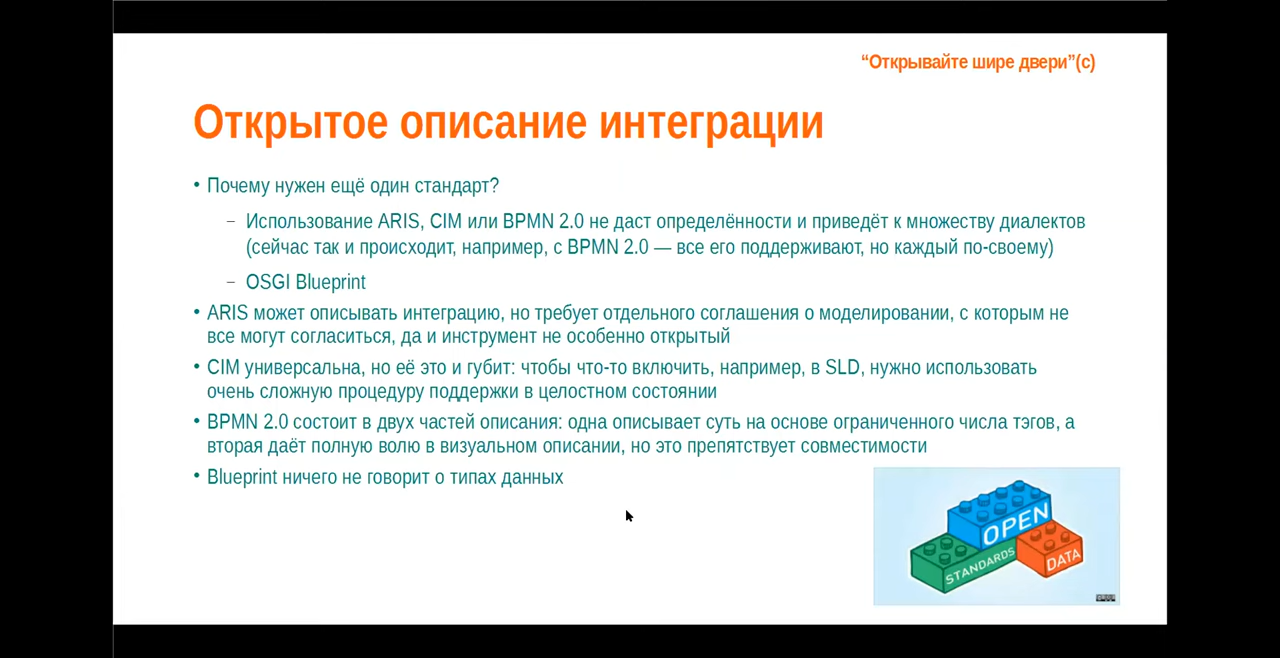 “Открывайте шире двери”(с)
Открытое описание интеграции
• Почему нужен ещё один стандарт?
– Использование ARIS, CIM или BPMN 2.0 не даст определённости и приведёт к множеству диалектов
(сейчас так и происходит, например, с BPMN 2.0 — все его поддерживают, но каждый по-своему)
– OSGI Blueprint
• ARIS может описывать интеграцию, но требует отдельного соглашения о моделировании, с которым не
все могут согласиться, да и инструмент не особенно открытый
• CIM универсальна, но её это и губит: чтобы что-то включить, например, в SLD, нужно использовать
очень сложную процедуру поддержки в целостном состоянии
• BPMN 2.0 состоит в двух частей описания: одна описывает суть на основе ограниченного числа тэгов, а
вторая даёт полную волю в визуальном описании, но это препятствует совместимости
• Blueprint ничего не говорит о типах данных
OPEN
STANDARDS
DATA